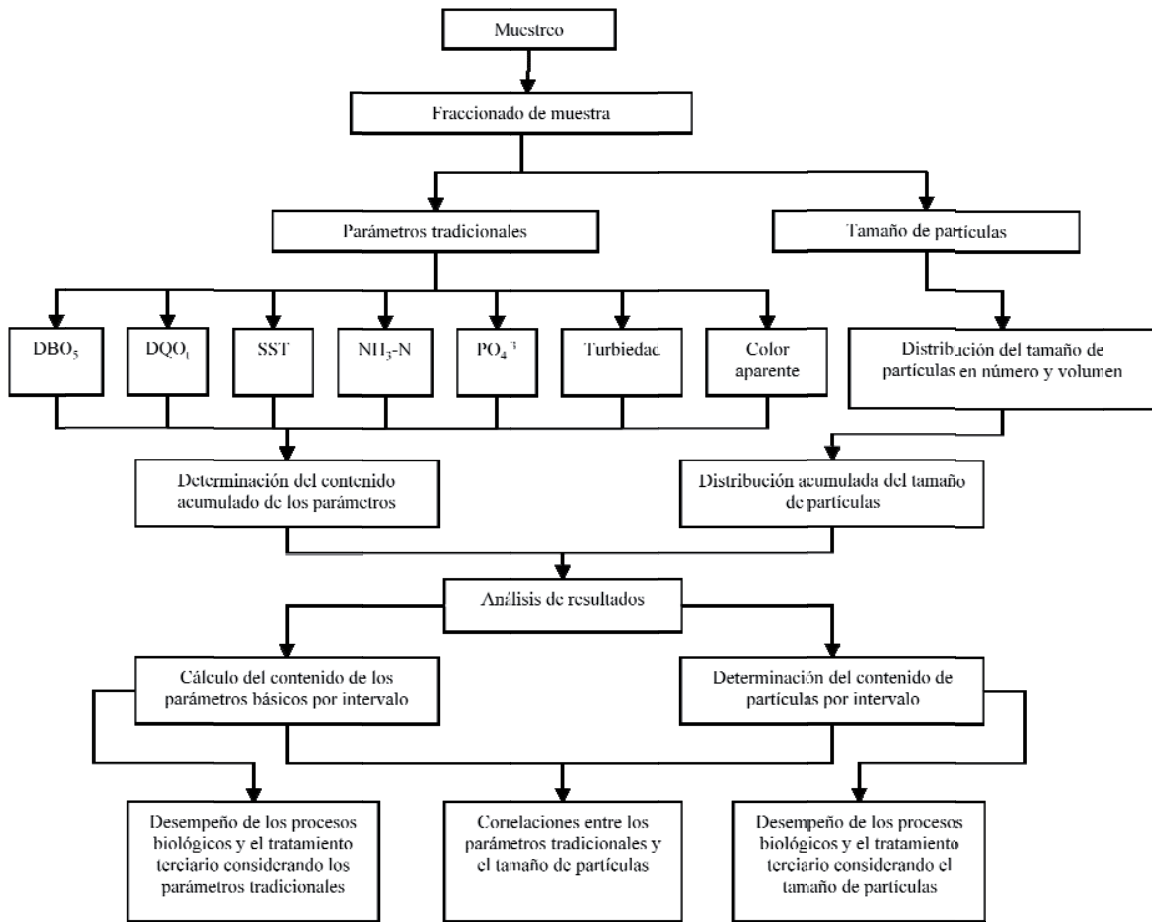 Muestreo
Fraccionado de muestra
Parámetros tradicionales
Tamaño de partículas
DBO₅
DQOₜ
SST
NH₃-N
PO₄⁻³
Turbiedad
Color
aparente
Distribución del tamaño de
partículas en número y volumen
Determinación del contenido
acumulado de los parámetros
Distribución acumulada del tamaño
de partículas
Análisis de resultados
Cálculo del contenido de los
parámetros básicos por intervalo
Determinación del contenido de
partículas por intervalo
Desempeño de los procesos
biológicos y el tratamiento
terciario considerando los
parámetros tradicionales
Correlaciones entre los
parámetros tradicionales y
el tamaño de partículas
Desempeño de los procesos
biológicos y el tratamiento
terciario considerando el
tamaño de partículas